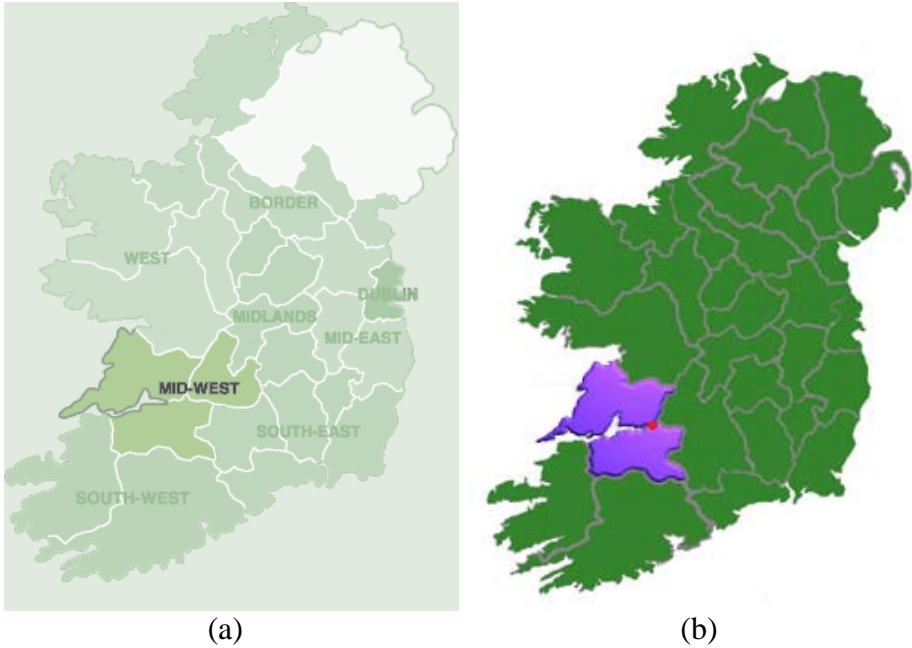 BORDER
WEST
DUBLIN
MIDLANDS
MID-EAST
MID-WEST
SOUTH-EAST
SOUTH-WEST
(a)
(b)